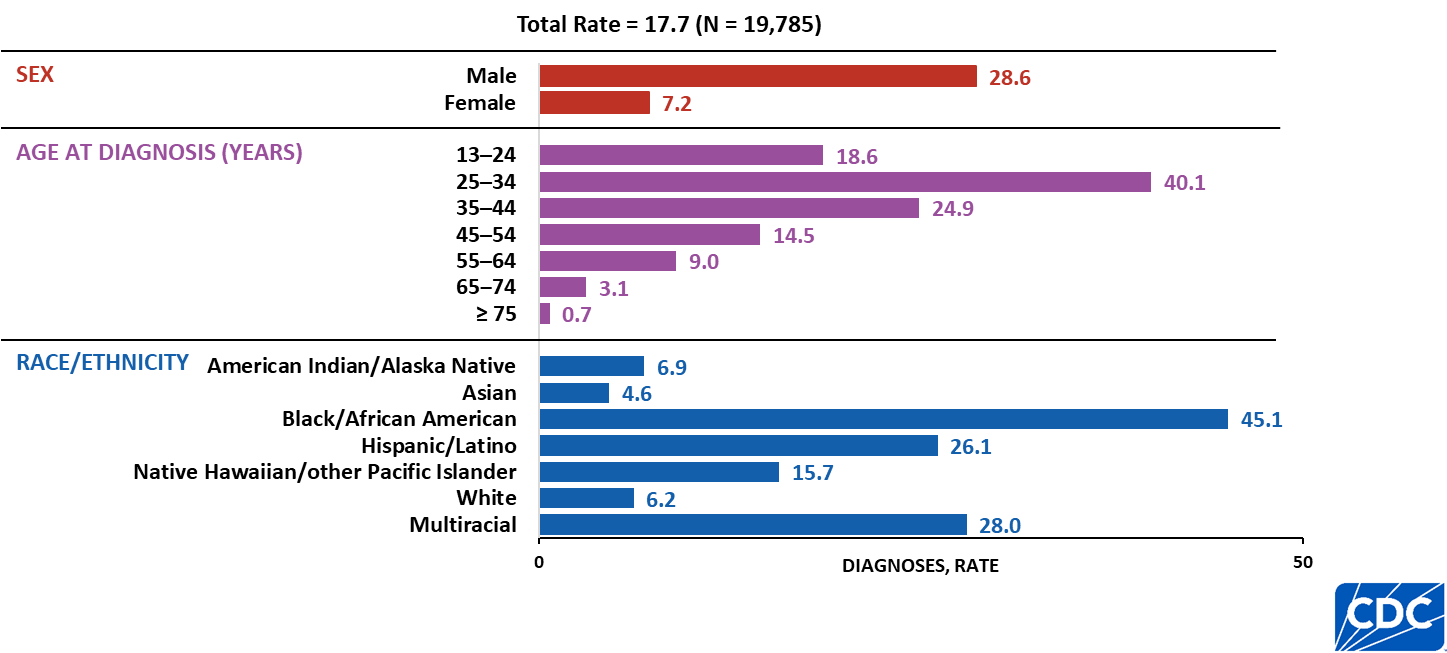 Total Rate = 17.7 (N = 19,785)
SEX
Male 28.6
Female 7.2
AGE AT DIAGNOSIS (YEARS)
13–24 18.6
25–34 40.1
35–44 24.9
45–54 14.5
55–64 9.0
65–74 3.1
≥ 75 0.7
RACE/ETHNICITY
American Indian/Alaska Native 6.9
Asian 4.6
Black/African American 45.1
Hispanic/Latino 26.1
Native Hawaiian/other Pacific Islander 15.7
White 6.2
Multiracial 28.0
0 50
DIAGNOSES, RATE
CDC